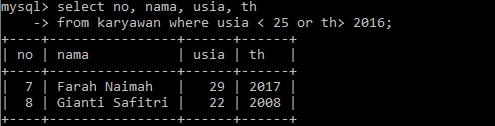 mysql> select no, nama, usia, th
    -> from karyawan where usia < 25 or th> 2016;
+----+-----------------+------+------+
| no | nama            | usia | th   |
+----+-----------------+------+------+
|  7 | Farah Naimah    |   29 | 2017 |
|  8 | Gianti Safitri  |   22 | 2008 |
+----+-----------------+------+------+